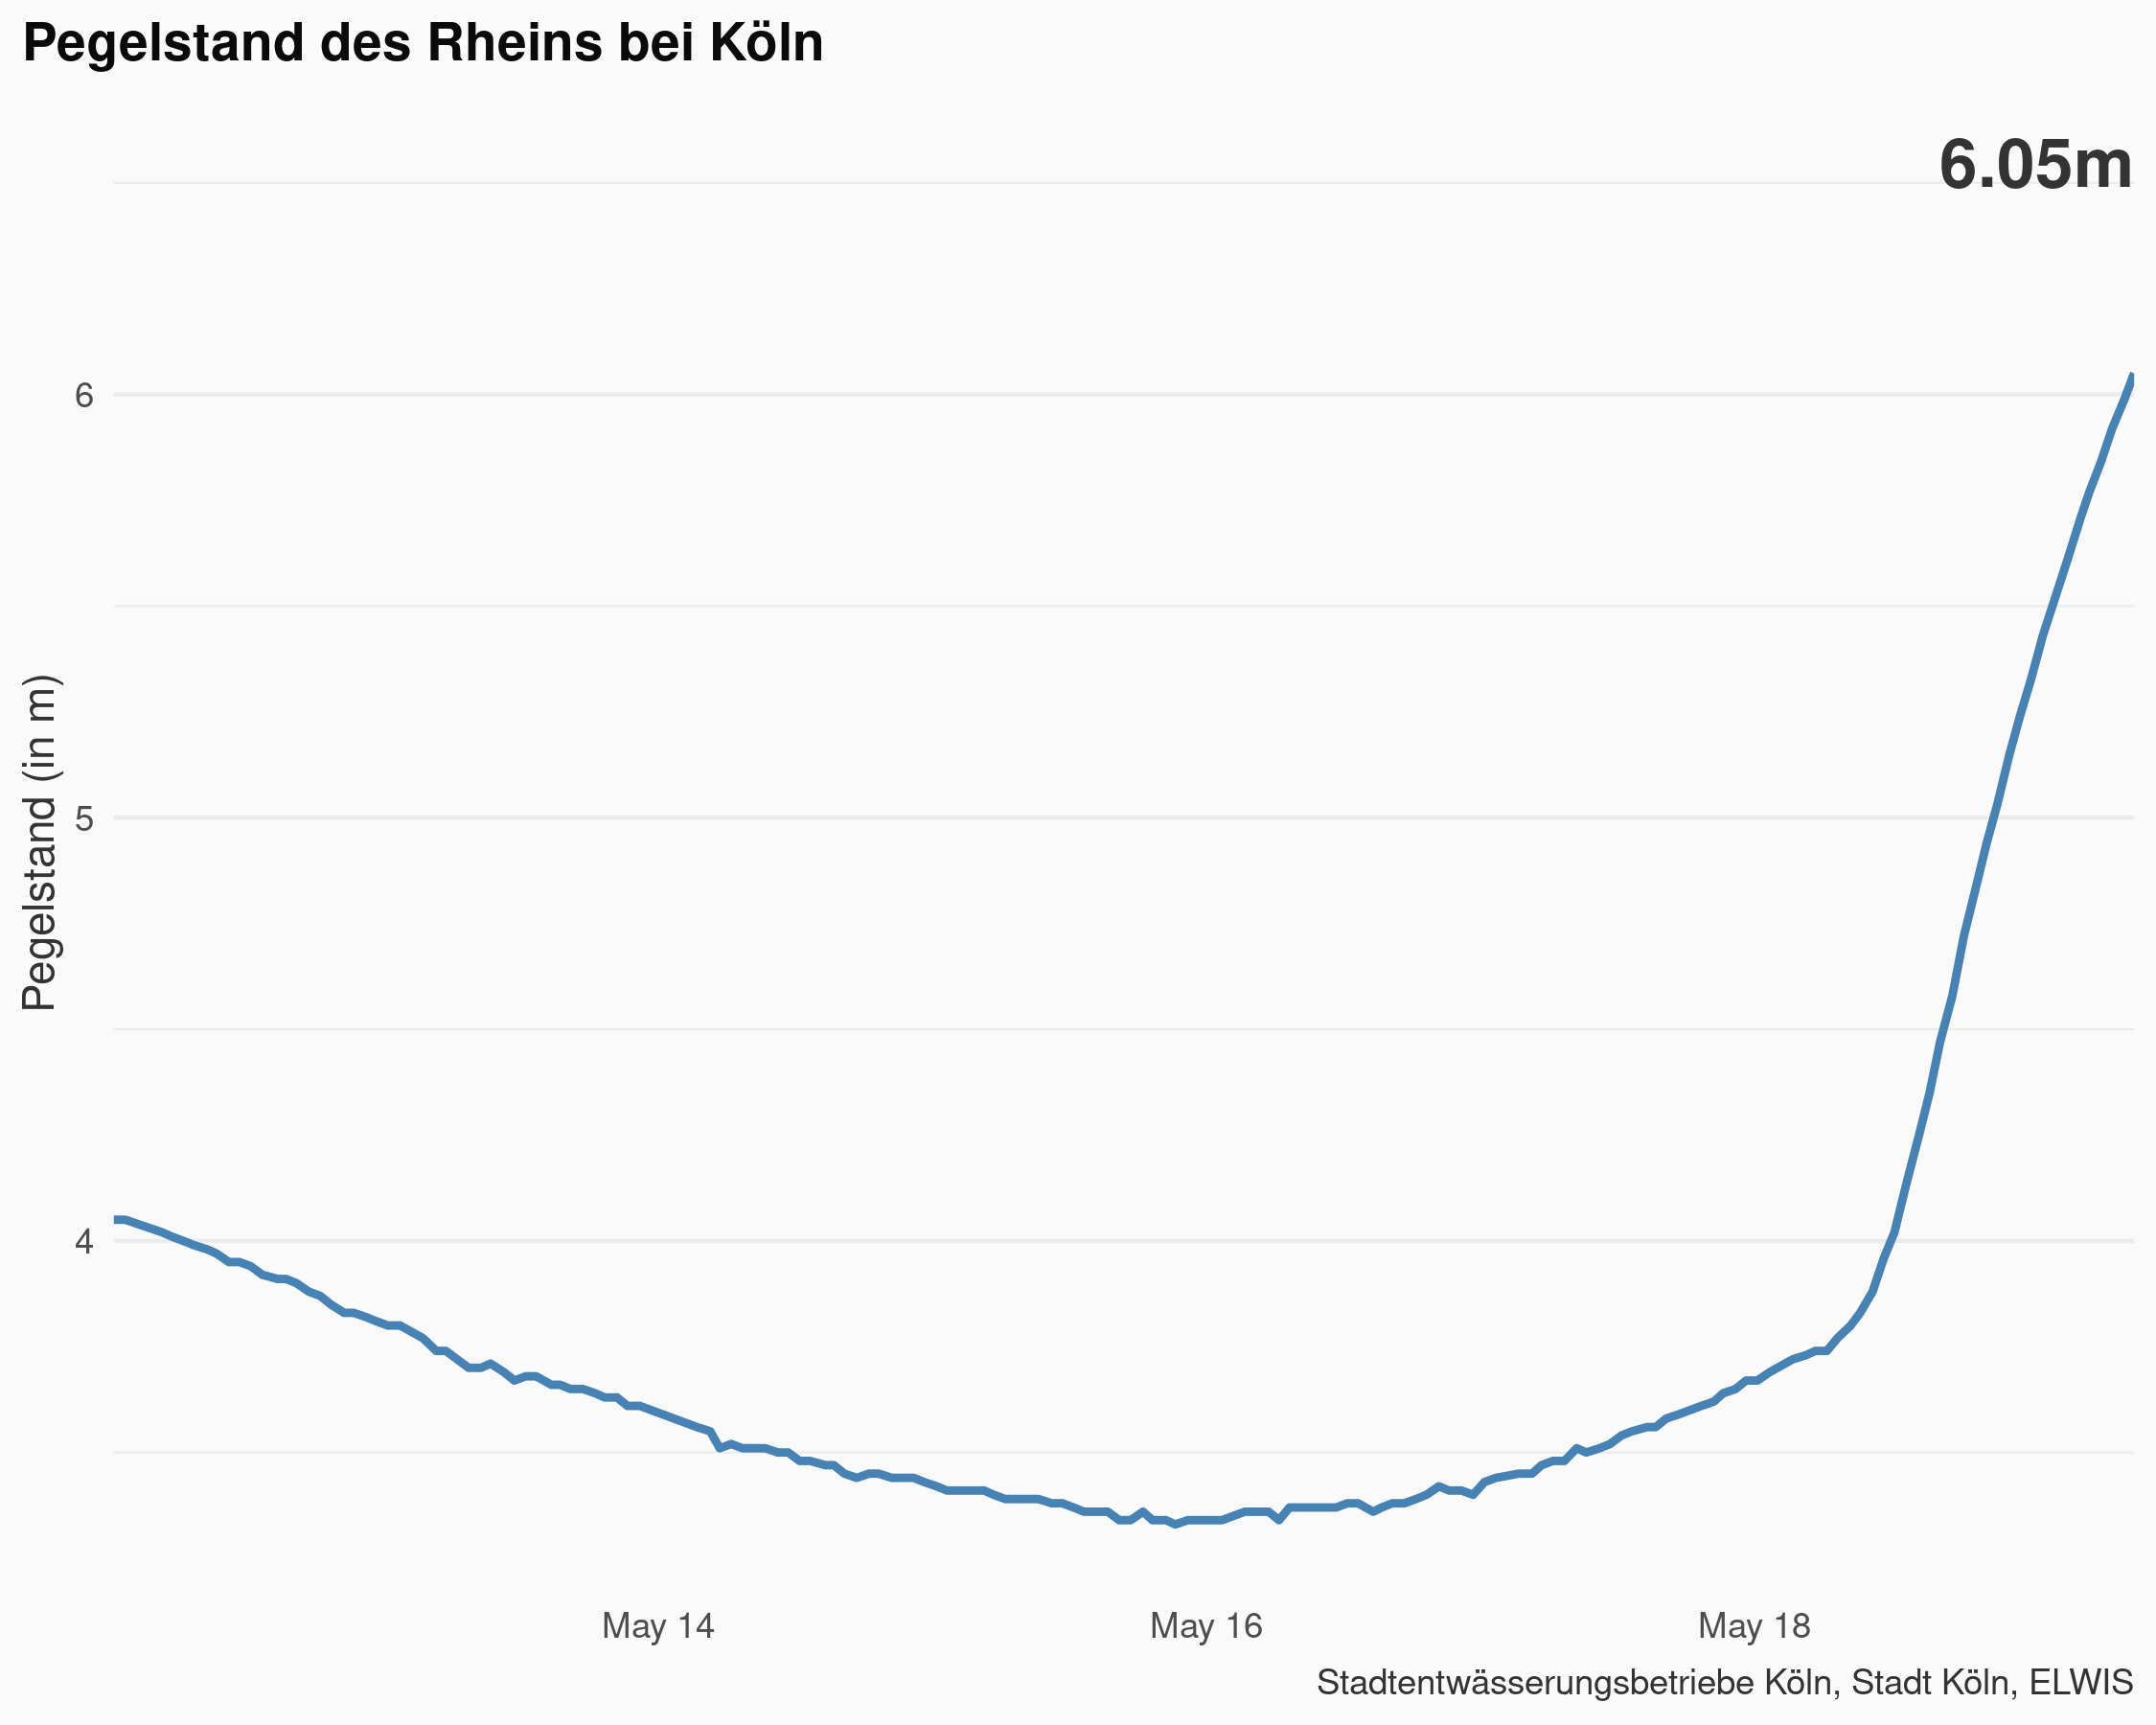 Pegelstand des Rheins bei Köln
6.05m
Pegelstand (in m)
6
5
4
May 14
May 16
May 18
Stadtentwässerungsbetriebe Köln, Stadt Köln, ELWIS